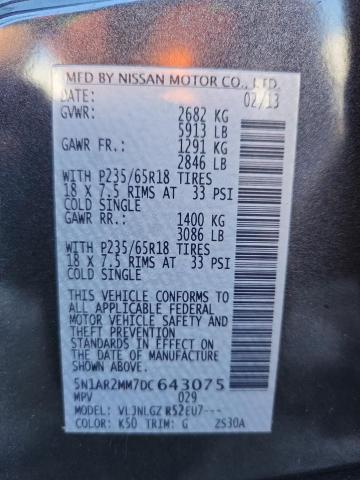 MFD BY NISSAN MOTOR CO., LTD.
DATE: 02/13
GVWR: 2682 KG
5913 LB
GAWR FR.: 1291 KG
2846 LB
WITH P235/65R18 TIRES
18 X 7.5 RIMS AT 33 PSI
COLD SINGLE
GAWR RR.: 1400 KG
3086 LB
WITH P235/65R18 TIRES
18 X 7.5 RIMS AT 33 PSI
COLD SINGLE
THIS VEHICLE CONFORMS TO
ALL APPLICABLE FEDERAL
MOTOR VEHICLE SAFETY AND
THEFT PREVENTION
STANDARDS IN EFFECT ON
THE DATE OF MANUFACTURE
SHOWN ABOVE.
5N1AR2MM7DC643075
MPV 029
MODEL: VLJNLGZ R52EU7---
COLOR: K50 TRIM: G 2S30A